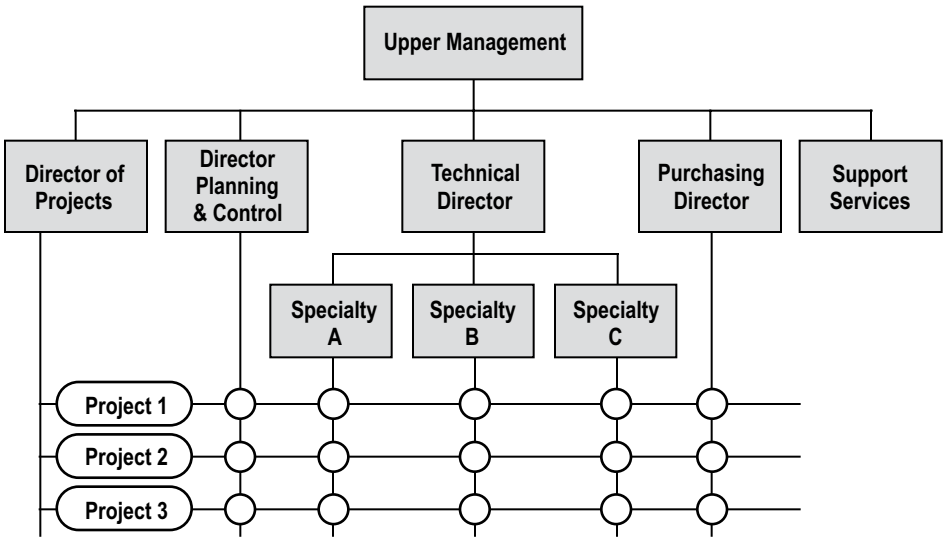 Upper Management
Director of
Projects
Director
Planning
& Control
Technical
Director
Purchasing
Director
Support
Services
Specialty
A
Specialty
B
Specialty
C
Project 1
Project 2
Project 3